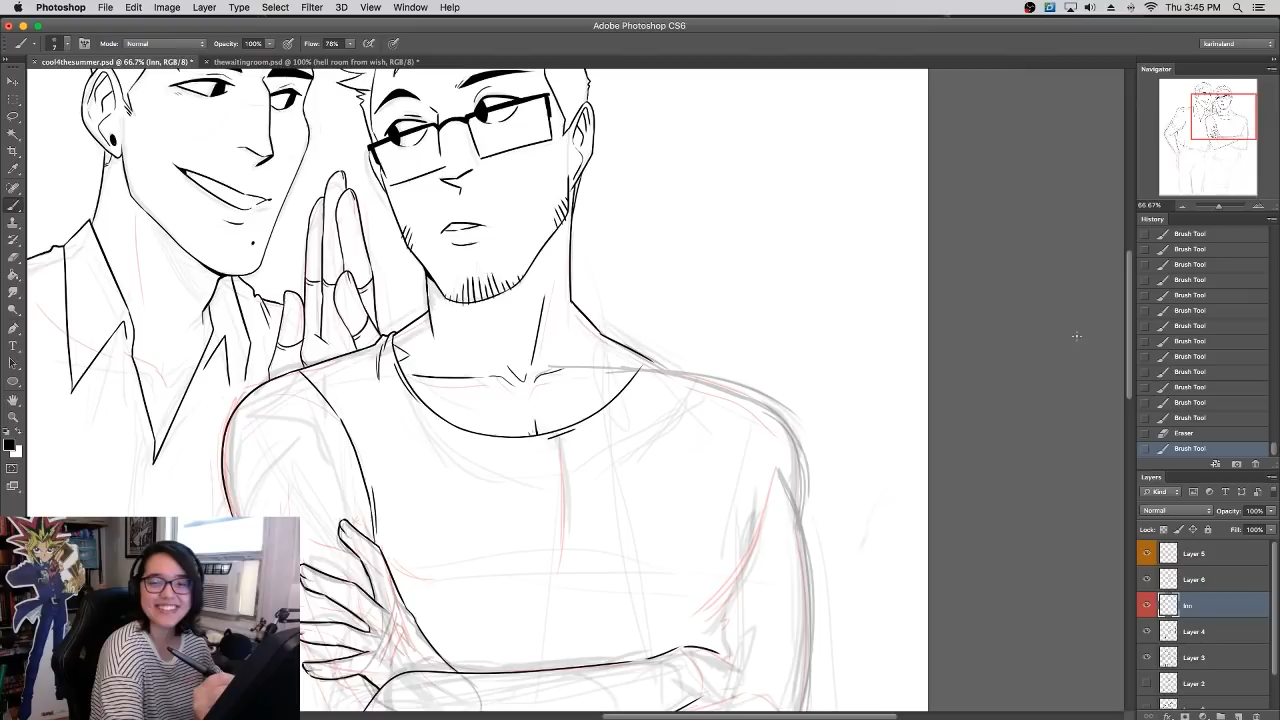 Photoshop File Edit Image Layer Type Select Filter 3D View Window Help Thu 3:45 PM
Adobe Photoshop CS6
7 Mode: Normal Opacity: 100% Flow: 76% karinsland
cool4thesummer.psd @ 66.7% (Inn, RGB/8) * thewaitingroom.psd @ 100% (hell room from wish, RGB/8) *
Navigator
66.67%
History
Brush Tool
Brush Tool
Brush Tool
Brush Tool
Brush Tool
Brush Tool
Brush Tool
Brush Tool
Brush Tool
Brush Tool
Brush Tool
Brush Tool
Brush Tool
Eraser
Brush Tool
Layers
Kind
Normal Opacity: 100%
Lock: Fill: 100%
Layer 5
Layer 6
Layer 4
Layer 3
Layer 2